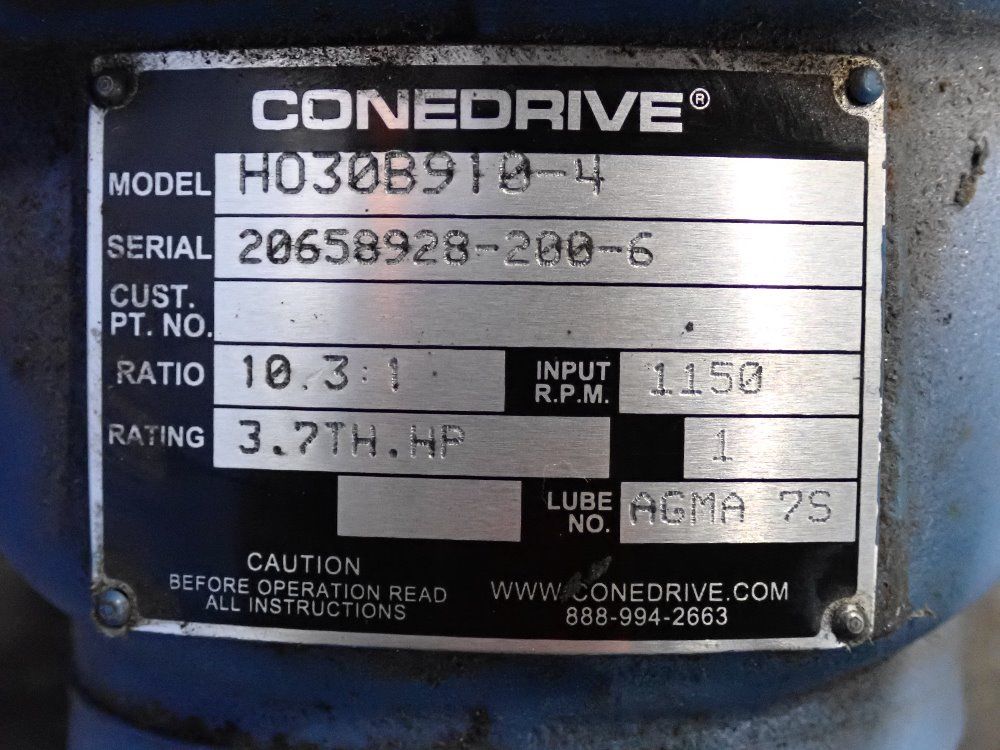 CONEDRIVE®
MODEL HO30B910-4
SERIAL 20658928-200-6
CUST. PT. NO.
RATIO 10.3:1 INPUT R.P.M. 1150
RATING 3.7TH.HP 1
LUBE NO. AGMA 7S
CAUTION
BEFORE OPERATION READ
ALL INSTRUCTIONS
WWW.CONEDRIVE.COM
888-994-2663